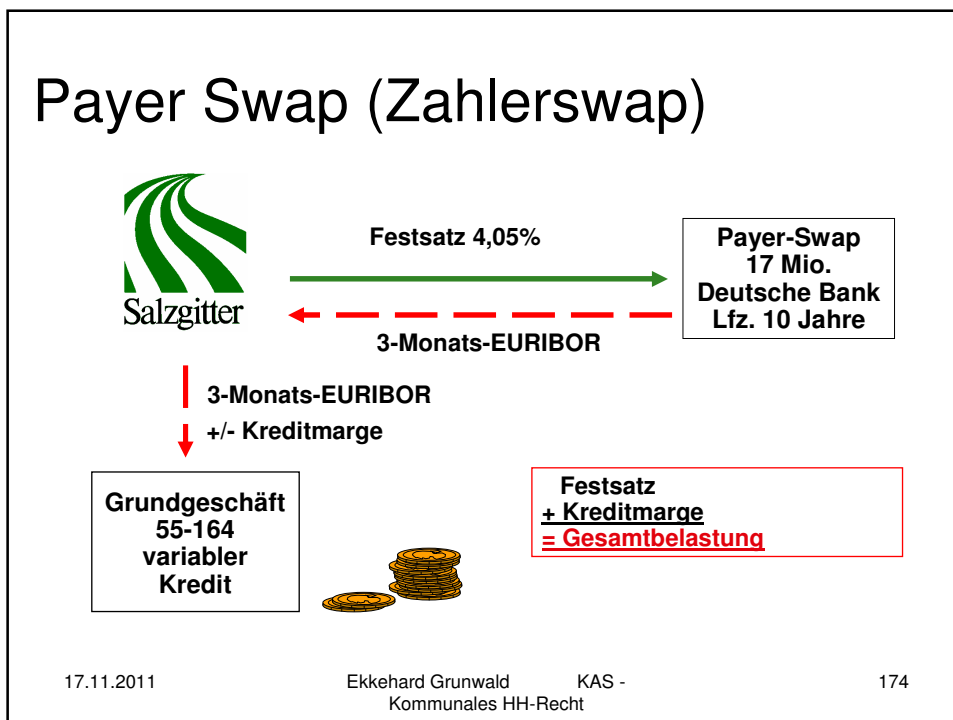 Payer Swap (Zahlerswap)
Salzgitter
Festsatz 4,05%
3-Monats-EURIBOR
Payer-Swap
17 Mio.
Deutsche Bank
Lfz. 10 Jahre
3-Monats-EURIBOR
+/- Kreditmarge
Grundgeschäft
55-164
variabler
Kredit
Festsatz
+ Kreditmarge
= Gesamtbelastung
17.11.2011
Ekkehard Grunwald KAS -
Kommunales HH-Recht
174